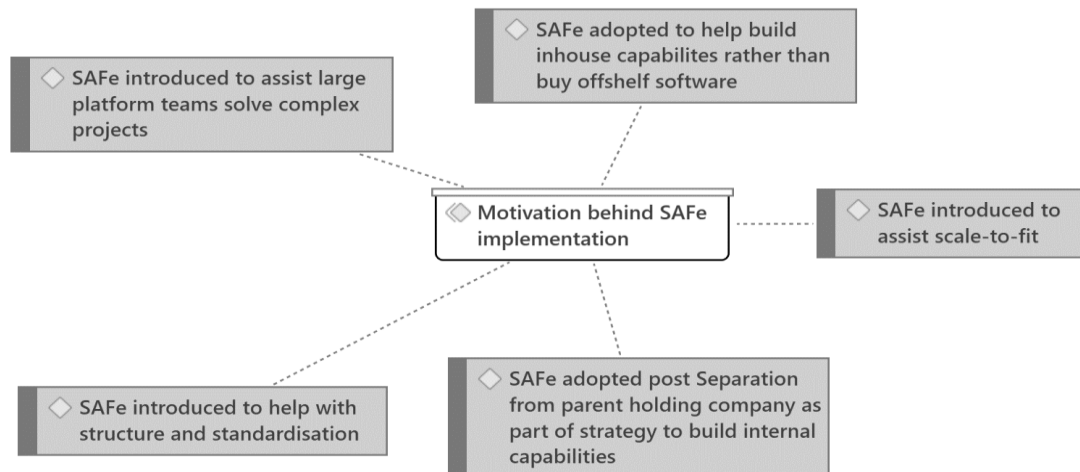 SAFe adopted to help build
inhouse capabilites rather than
buy offshelf software
SAFe introduced to assist large
platform teams solve complex
projects
Motivation behind SAFe
implementation
SAFe introduced to
assist scale-to-fit
SAFe introduced to help with
structure and standardisation
SAFe adopted post Separation
from parent holding company as
part of strategy to build internal
capabilities